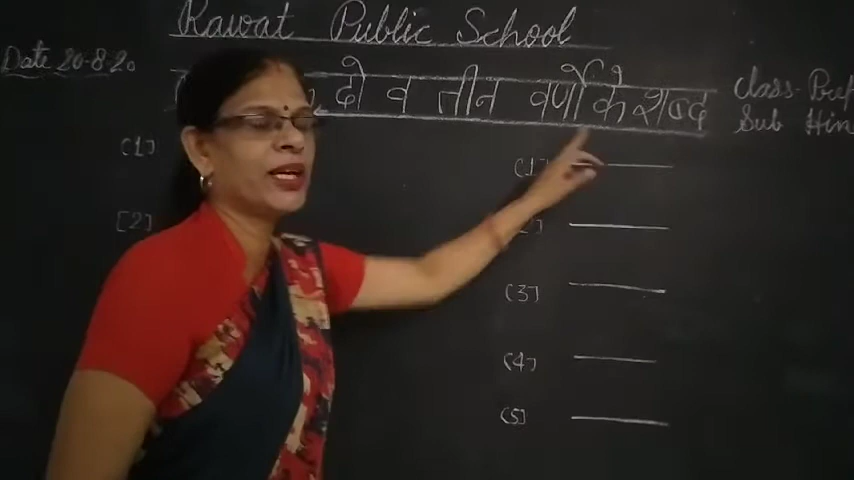 Rawat Public School
Date 20-8-20
दो व तीन वर्णो के शब्द
Class-
Sub
(1)
(1)
(2)
(3)
(4)
(5)